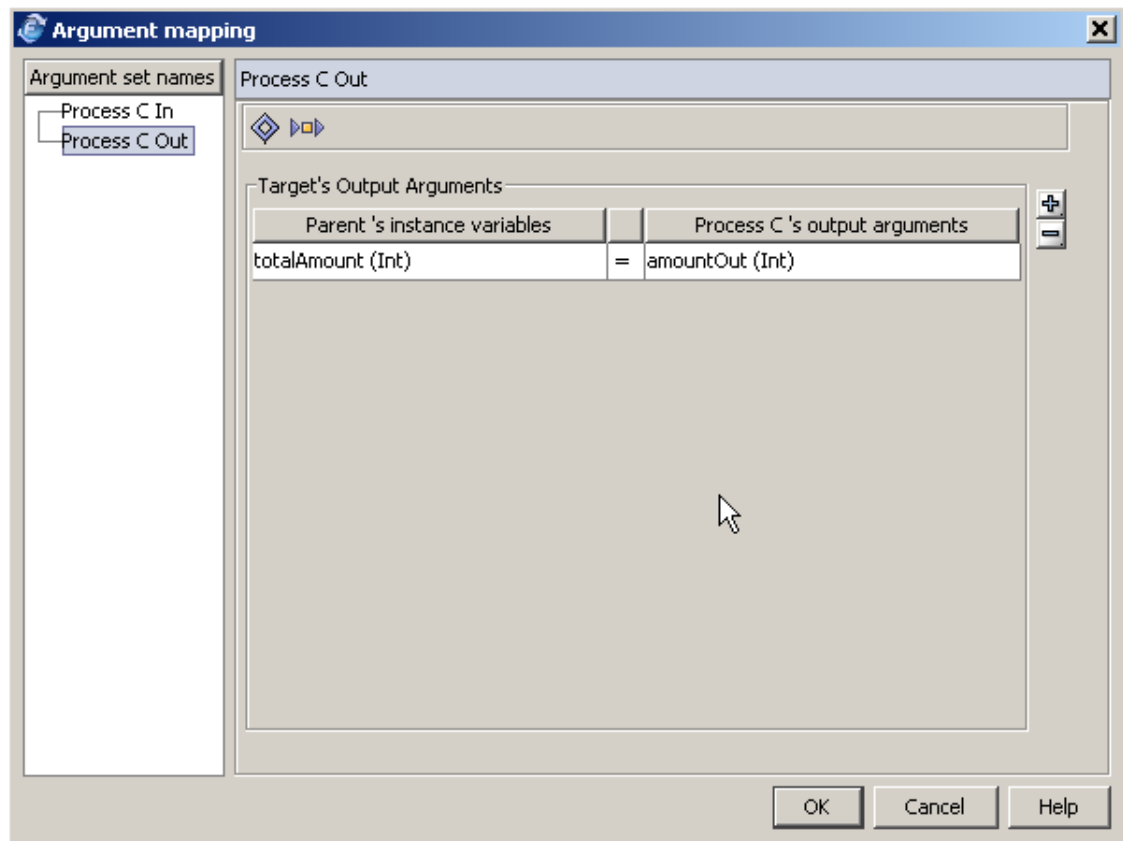 Argument mapping
Argument set names
Process C In
Process C Out
Process C Out
Target's Output Arguments
Parent 's instance variables Process C 's output arguments
totalAmount (Int) = amountOut (Int)
OK Cancel Help